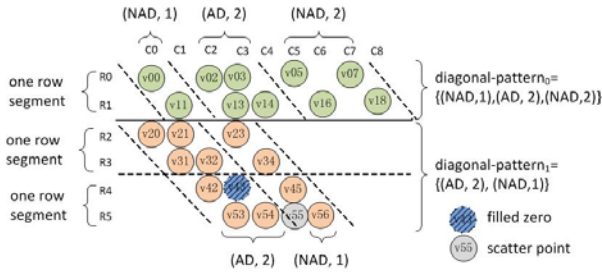 (NAD, 1) (AD, 2) (NAD, 2)
C0 C1 C2 C3 C4 C5 C6 C7 C8
one row segment
R0 v00 v02 v03 v05 v07
R1 v11 v13 v14 v16 v18
diagonal-pattern0=
{(NAD,1),(AD, 2),(NAD,2)}
one row segment
R2 v20 v21 v23
R3 v31 v32 v34
diagonal-pattern1=
{(AD, 2), (NAD,1)}
one row segment
R4 v42 v45
R5 v53 v54 v55 v56
filled zero
v55 scatter point
(AD, 2) (NAD, 1)